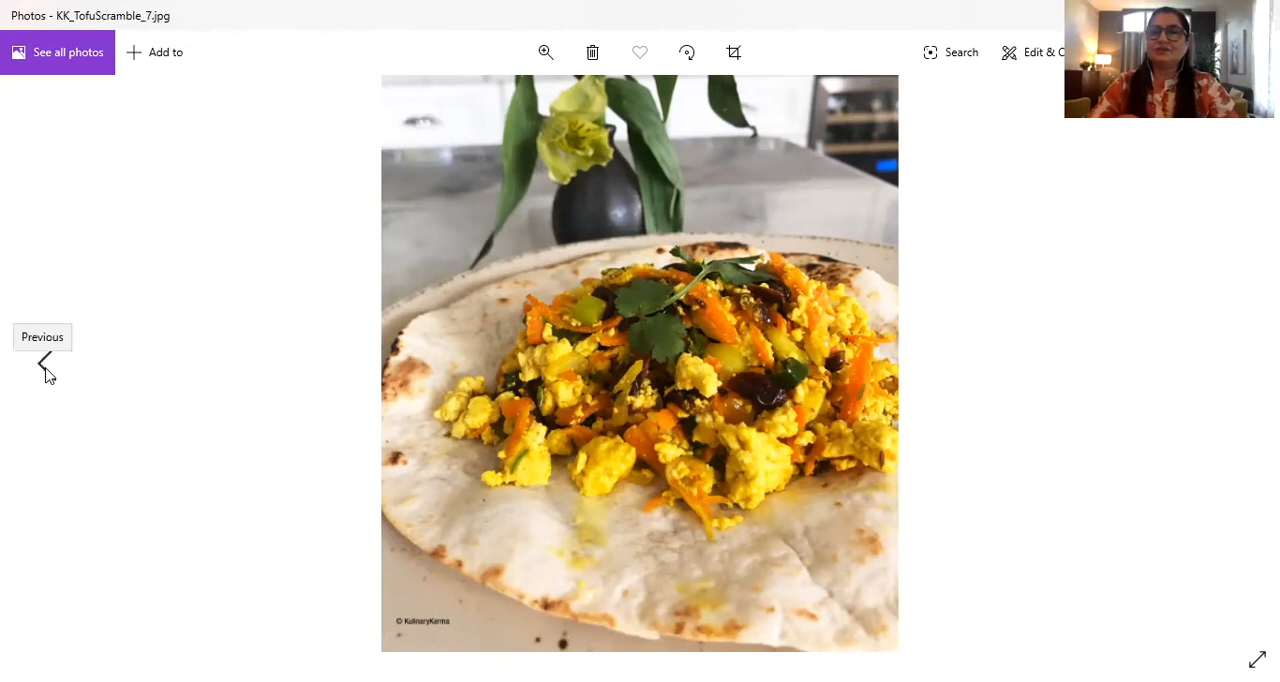 Photos - KK_TofuScramble_7.jpg
See all photos
Add to
Search
Edit & C
Previous
© KulinaryKarma